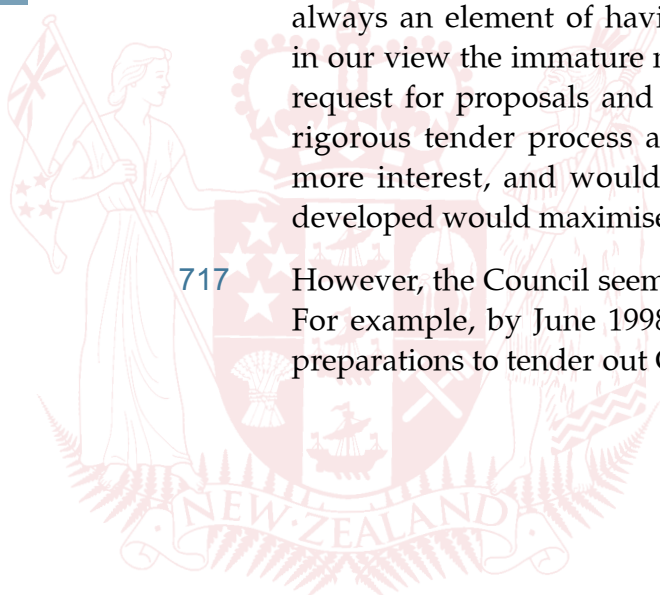 always an element of havi
in our view the immature
request for proposals and
rigorous tender process a
more interest, and would
developed would maximise
717 However, the Council seem
For example, by June 1998
preparations to tender out
NEW·ZEALAND